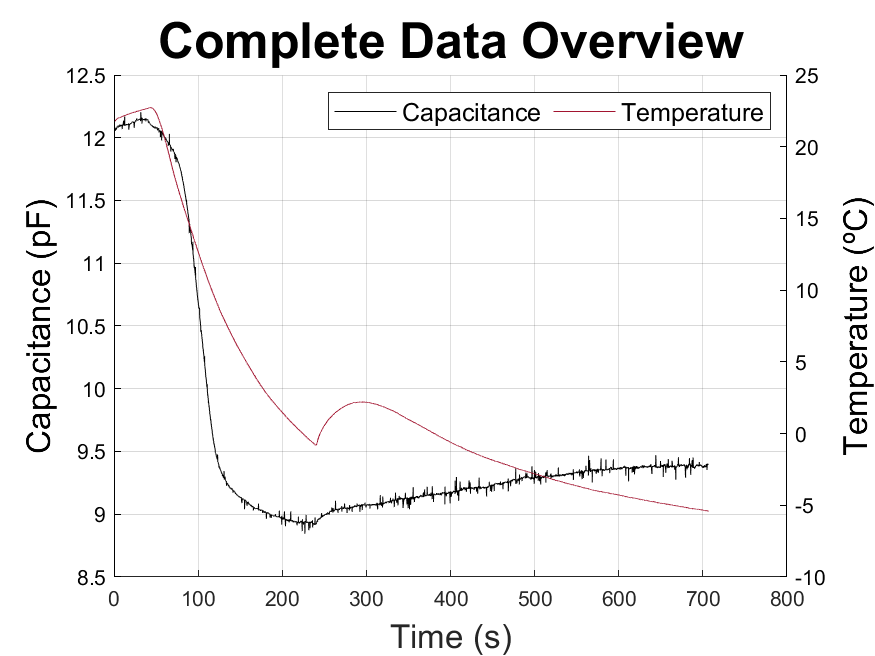 Complete Data Overview
Capacitance Temperature
Capacitance (pF)
12.5
12
11.5
11
10.5
10
9.5
9
8.5
25
20
15
10
5
0
-5
-10
Temperature (ºC)
0 100 200 300 400 500 600 700 800
Time (s)